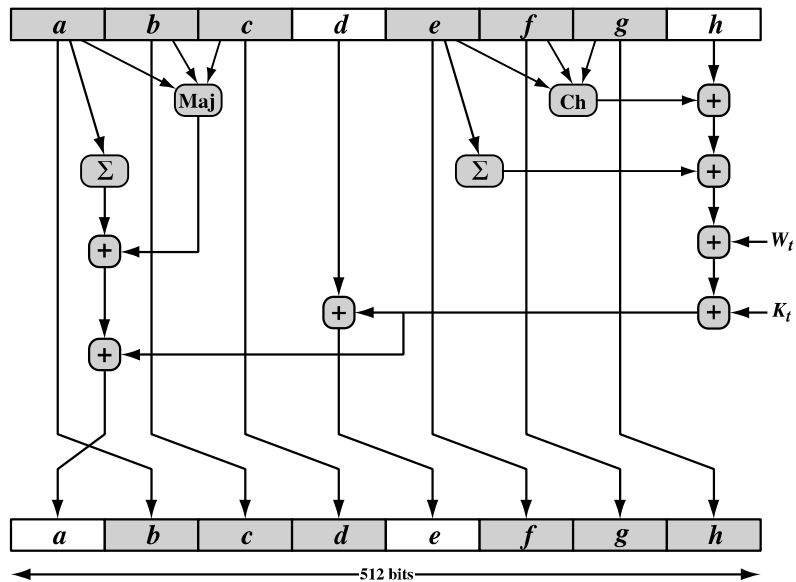 a b c d e f g h
Maj Ch +
Σ Σ +
+ + W_t
+ + K_t
+
a b c d e f g h
512 bits